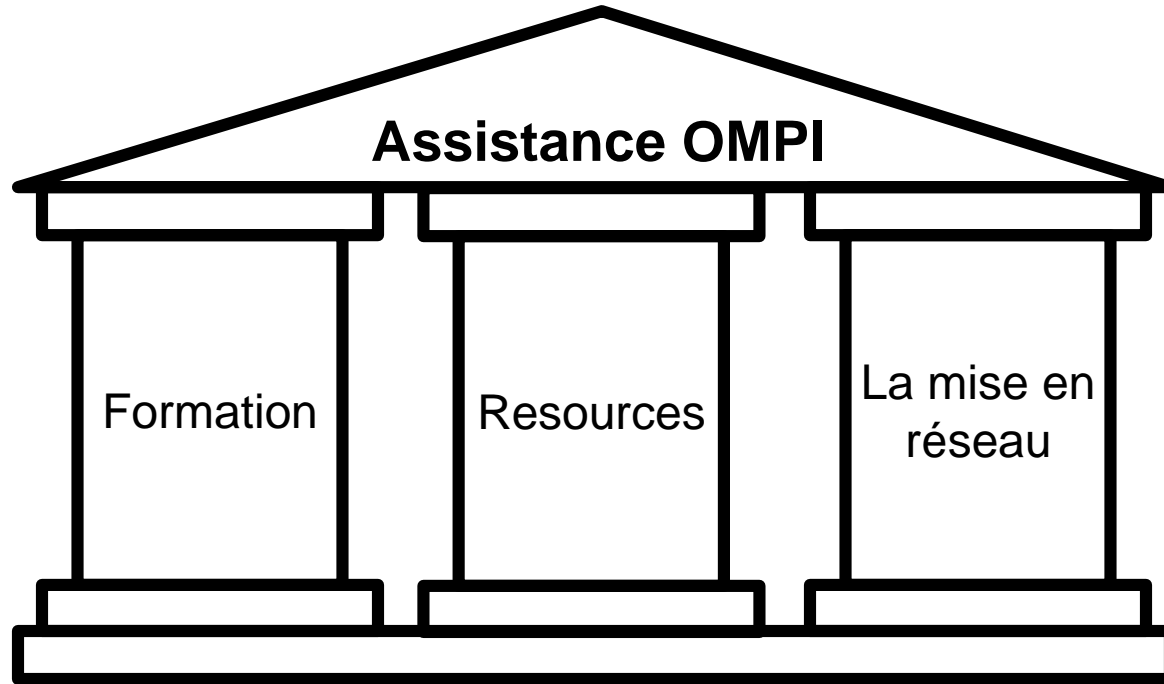 Assistance OMPI
Formation
Resources
La mise en
réseau